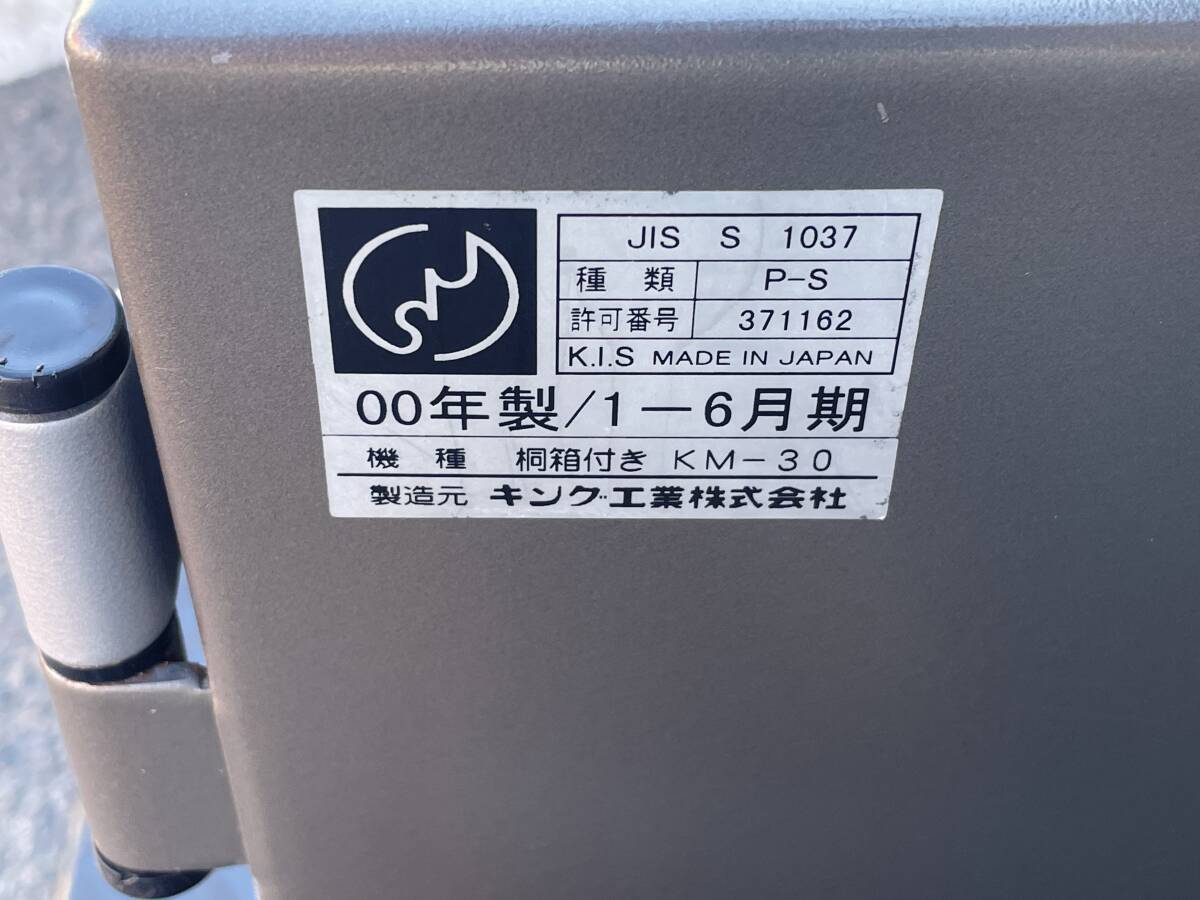 JIS S 1037
種類 P-S
許可番号 371162
K.I.S MADE IN JAPAN
00年製/1-6月期
機種 桐箱付き KM-30
製造元 キング工業株式会社